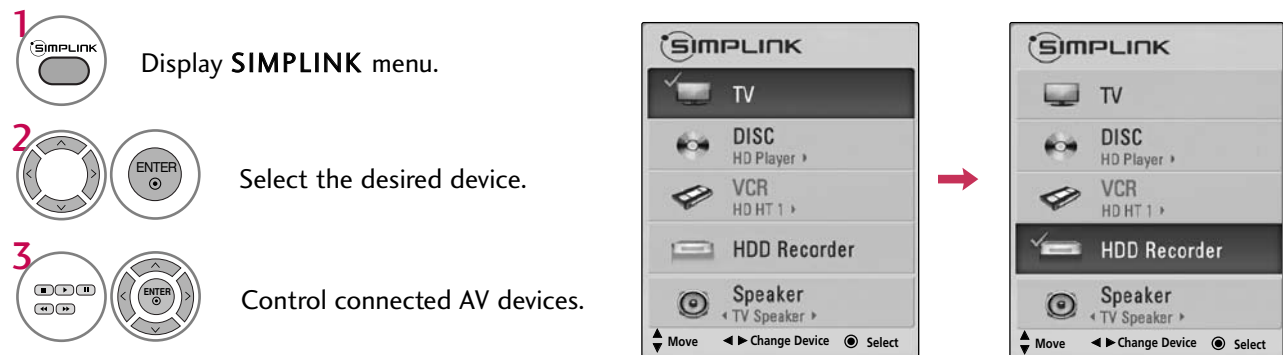 1
SIMPLINK
Display SIMPLINK menu.
2
ENTER
Select the desired device.
3
ENTER
Control connected AV devices.
SIMPLINK
TV
DISC
HD Player
VCR
HD HT 1
HDD Recorder
Speaker
TV Speaker
Move Change Device Select
SIMPLINK
TV
DISC
HD Player
VCR
HD HT 1
HDD Recorder
Speaker
TV Speaker
Move Change Device Select